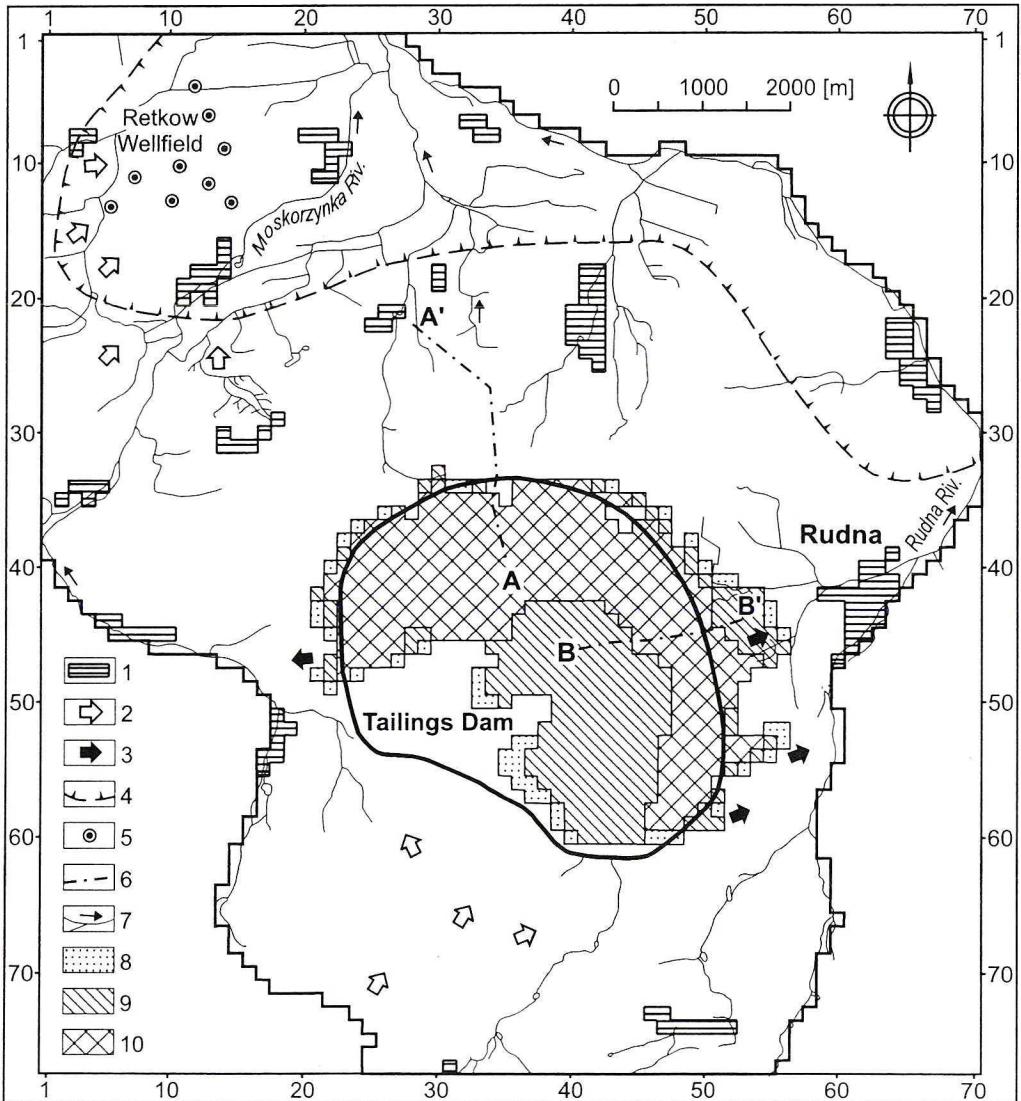 1 10 20 30 40 50 60 70
1 1
0 1000 2000 [m]
Retkow
Wellfield
10 10
Moskorzynka Riv.
20 20
A'
30 30
Rudna Riv.
Rudna
40 40
A
B'
B
1
2
50 50
Tailings Dam
3
4
5
60 60
6
7
8
70 70
9
10
1 10 20 30 40 50 60 70